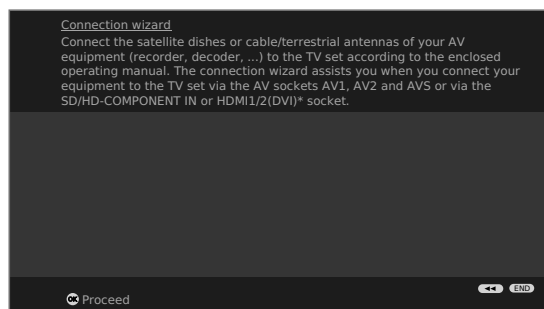 Connection wizard
Connect the satellite dishes or cable/terrestrial antennas of your AV
equipment (recorder, decoder, ...) to the TV set according to the enclosed
operating manual. The connection wizard assists you when you connect your
equipment to the TV set via the AV sockets AV1, AV2 and AVS or via the
SD/HD-COMPONENT IN or HDMI1/2(DVI)* socket.
END
OK Proceed